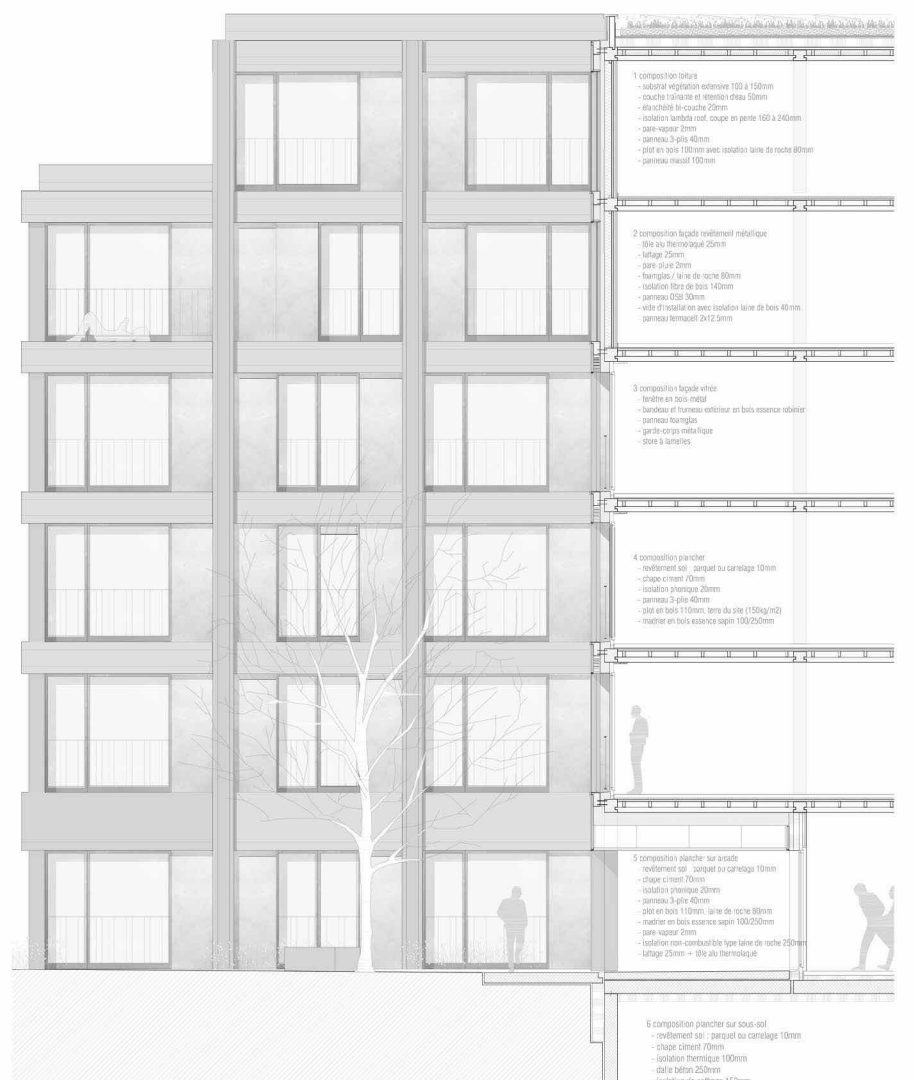 1 composition toiture
- substrat végétation extensive 100 à 150mm
- couche drainante et rétention d'eau 50mm
- étanchéité bi-couche 20mm
- isolation lambda roof, coupe en pente 160 à 240mm
- pare-vapeur 2mm
- panneau 3-plis 40mm
- plot en bois 100mm avec isolation laine de roche 80mm
- panneau massif 100mm
2 composition façade revêtement métallique
- tôle alu thermolaqué 25mm
- lattage 25mm
- pare-pluie 2mm
- foamglas / laine de roche 80mm
- isolation fibre de bois 140mm
- panneau OSB 30mm
- vide d'installation avec isolation laine de bois 40mm
- panneau fermacell 2x12.5mm
3 composition façade vitrée
- fenêtre en bois-métal
- bandeau et trumeau extérieur en bois essence robinier
- panneau foamglas
- garde-corps métallique
- store à lamelles
4 composition plancher
- revêtement sol : parquet ou carrelage 10mm
- chape ciment 70mm
- isolation phonique 20mm
- panneau 3-plis 40mm
- plot en bois 110mm, terre du site (150kg/m2)
- madrier en bois essence sapin 100/250mm
5 composition plancher sur arcade
- revêtement sol : parquet ou carrelage 10mm
- chape ciment 70mm
- isolation phonique 20mm
- panneau 3-plis 40mm
- plot en bois 110mm, laine de roche 80mm
- madrier en bois essence sapin 100/250mm
- pare-vapeur 2mm
- isolation non-combustible type laine de roche 250mm
- lattage 25mm + tôle alu thermolaqué
6 composition plancher sur sous-sol
- revêtement sol : parquet ou carrelage 10mm
- chape ciment 70mm
- isolation thermique 100mm
- dalle béton 250mm